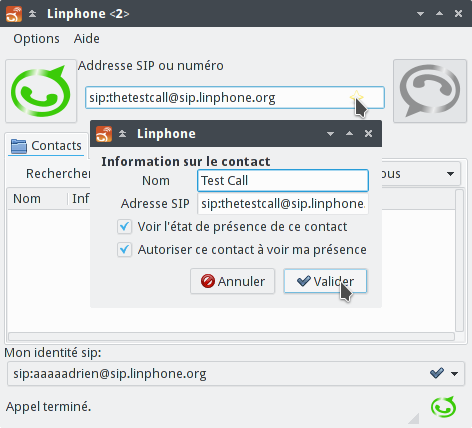 Linphone <2>
Options Aide
Adresse SIP ou numéro
sip:thetestcall@sip.linphone.org
Linphone
Contacts
Information sur le contact
Rechercher
Nom Test Call
ous
Nom Inf
Adresse SIP sip:thetestcall@sip.linphone.
Voir l'état de présence de ce contact
Autoriser ce contact à voir ma présence
Annuler Valider
Mon identité sip:
sip:aaaaadrien@sip.linphone.org
Appel terminé.